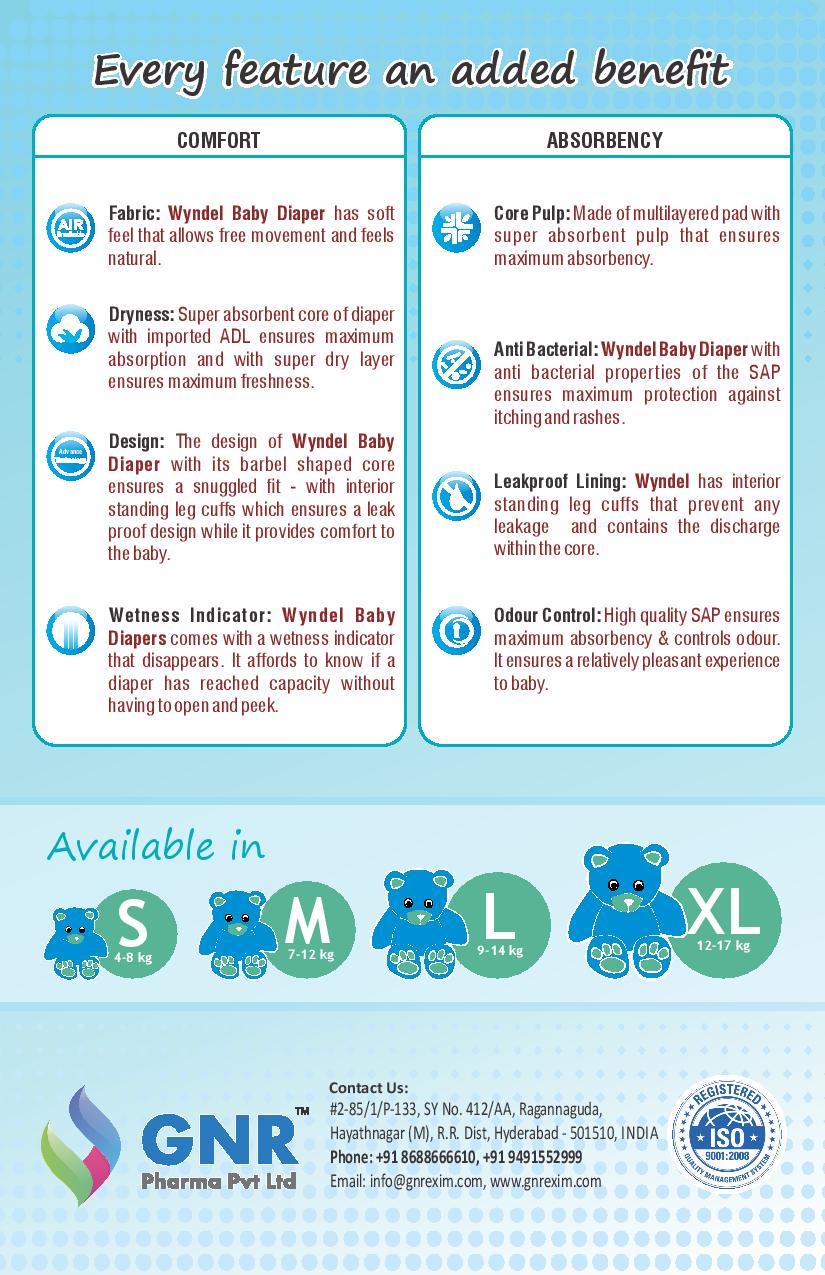 Every feature an added benefit
COMFORT
AIR
Fabric: Wyndel Baby Diaper has soft
feel that allows free movement and feels
natural.
Dryness: Super absorbent core of diaper
with imported ADL ensures maximum
absorption and with super dry layer
ensures maximum freshness.
Advance
Design: The design of Wyndel Baby
Diaper with its barbel shaped core
ensures a snuggled fit - with interior
standing leg cuffs which ensures a leak
proof design while it provides comfort to
the baby.
Wetness Indicator: Wyndel Baby
Diapers comes with a wetness indicator
that disappears. It affords to know if a
diaper has reached capacity without
having to open and peek.
ABSORBENCY
Core Pulp: Made of multilayered pad with
super absorbent pulp that ensures
maximum absorbency.
Anti Bacterial: Wyndel Baby Diaper with
anti bacterial properties of the SAP
ensures maximum protection against
itching and rashes.
Leakproof Lining: Wyndel has interior
standing leg cuffs that prevent any
leakage and contains the discharge
within the core.
Odour Control: High quality SAP ensures
maximum absorbency & controls odour.
It ensures a relatively pleasant experience
to baby.
Available in
S
4-8 kg
M
7-12 kg
L
9-14 kg
XL
12-17 kg
GNR™
Pharma Pvt Ltd
Contact Us:
#2-85/1/P-133, SY No. 412/AA, Ragannaguda,
Hayathnagar (M), R.R. Dist, Hyderabad - 501510, INDIA
Phone: +91 8688666610, +91 9491552999
Email: info@gnrexim.com, www.gnrexim.com
REGISTERED
ISO
9001:2008
QUALITY MANAGEMENT SYSTEM